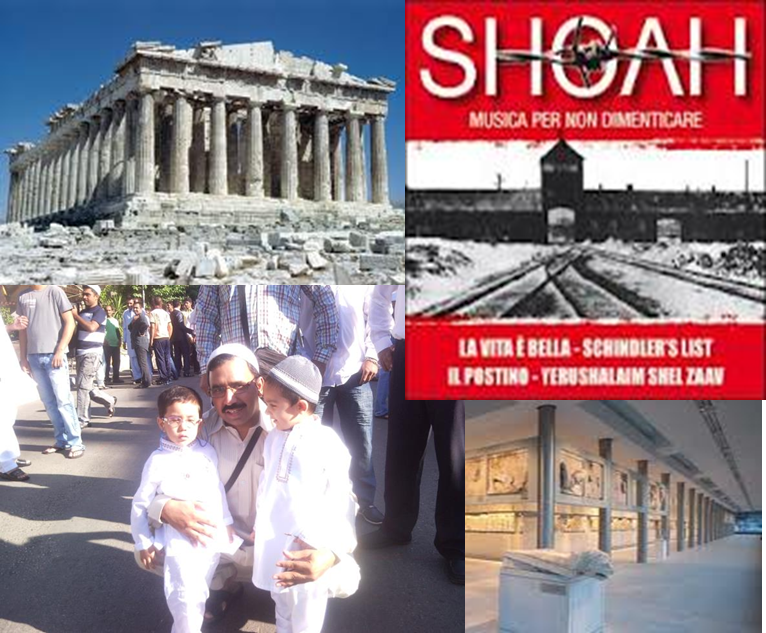 SHOAH
MUSICA PER NON DIMENTICARE
LA VITA È BELLA - SCHINDLER'S LIST
IL POSTINO - YERUSHALAIM SHEL ZAAV